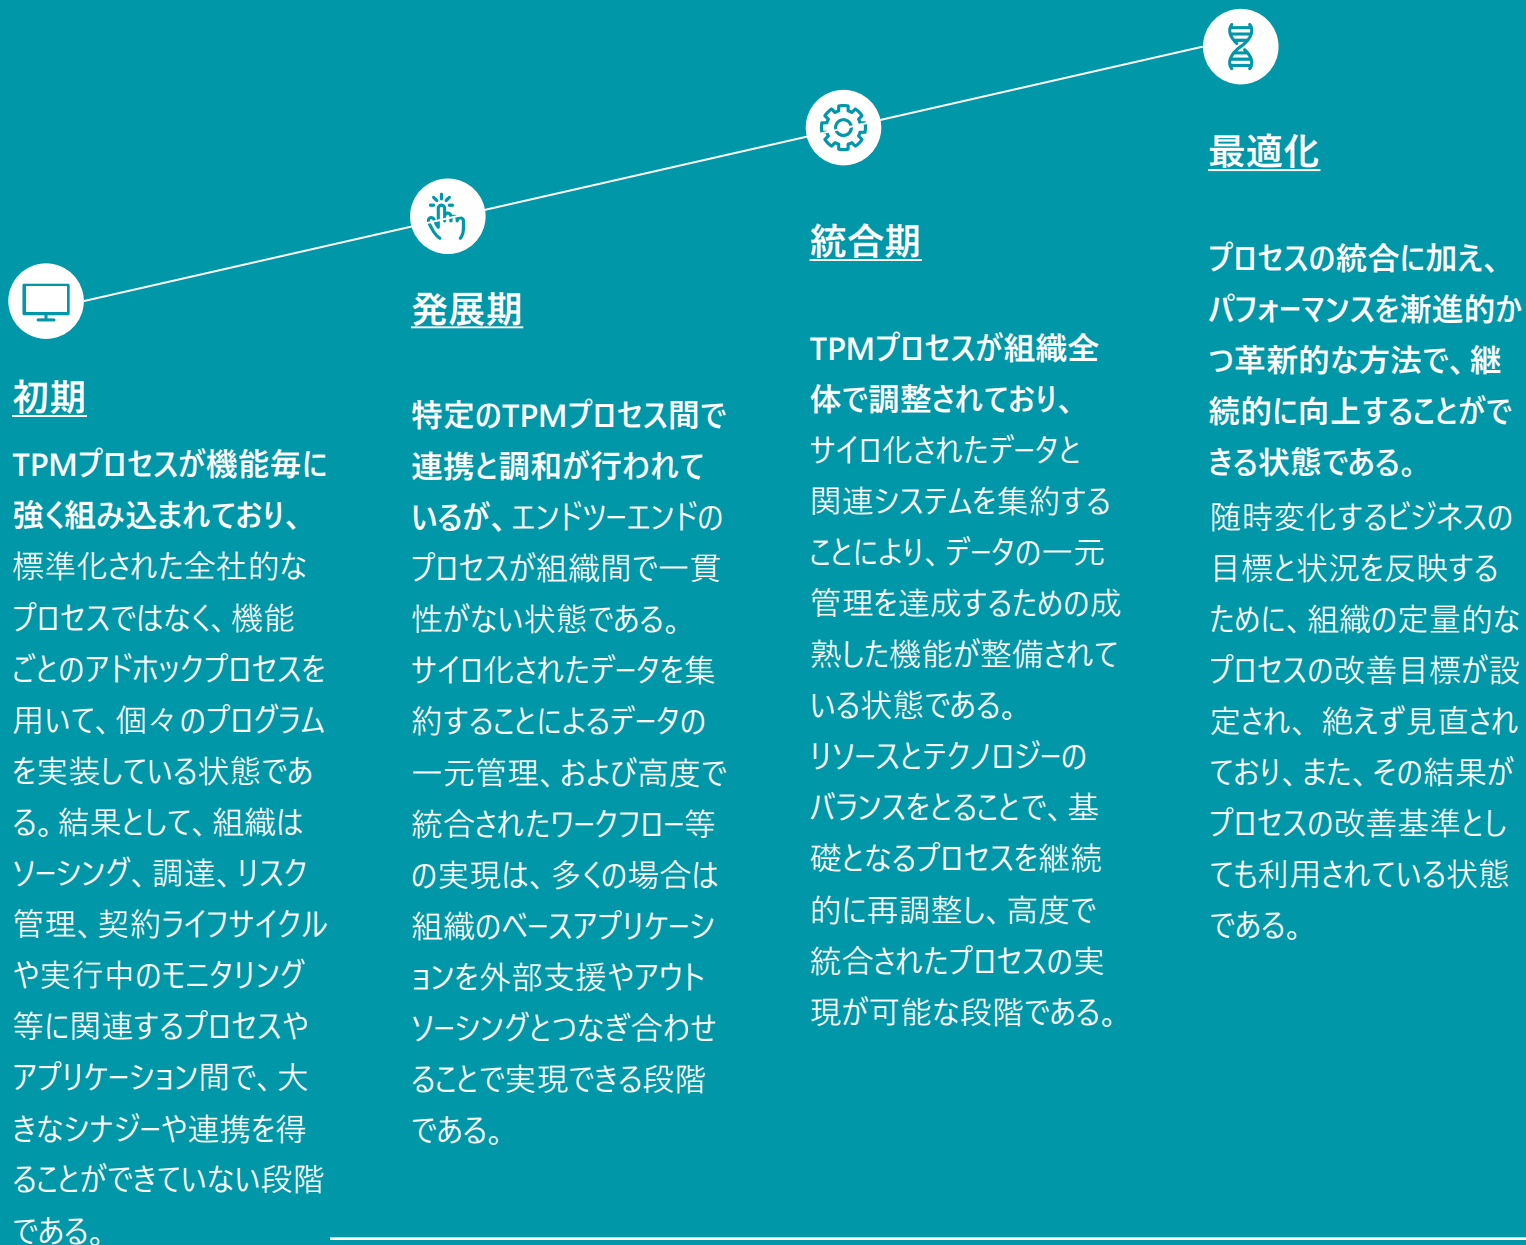 初期
TPMプロセスが機能毎に
強く組み込まれており、
標準化された全社的な
プロセスではなく、機能
ごとのアドホックプロセスを
用いて、個々のプログラム
を実装している状態であ
る。結果として、組織は
ソーシング、調達、リスク
管理、契約ライフサイクル
や実行中のモニタリング
等に関連するプロセスや
アプリケーション間で、大
きなシナジーや連携を得
ることができていない段階
である。
発展期
特定のTPMプロセス間で
連携と調和が行われて
いるが、エンドツーエンドの
プロセスが組織間で一貫
性がない状態である。
サイロ化されたデータを集
約することによるデータの
一元管理、および高度で
統合されたワークフロー等
の実現は、多くの場合は
組織のベースアプリケーシ
ョンを外部支援やアウト
ソーシングとつなぎ合わせ
ることで実現できる段階
である。
統合期
TPMプロセスが組織全
体で調整されており、
サイロ化されたデータと
関連システムを集約する
ことにより、データの一元
管理を達成するための成
熟した機能が整備されて
いる状態である。
リソースとテクノロジーの
バランスをとることで、基
礎となるプロセスを継続
的に再調整し、高度で
統合されたプロセスの実
現が可能な段階である。
最適化
プロセスの統合に加え、
パフォーマンスを漸進的か
つ革新的な方法で、継
続的に向上することがで
きる状態である。
随時変化するビジネスの
目標と状況を反映する
ために、組織の定量的な
プロセスの改善目標が設
定され、絶えず見直され
ており、また、その結果が
プロセスの改善基準とし
ても利用されている状態
である。